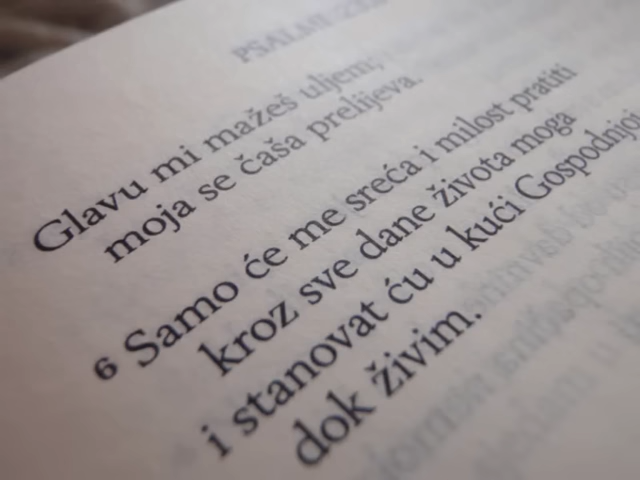 PSALMI
Glavu mi mažeš uljem,
moja se čaša prelijeva.
6 Samo će me sreća i milost pratiti
kroz sve dane života moga
i stanovat ću u kući Gospodnjoj
dok živim.